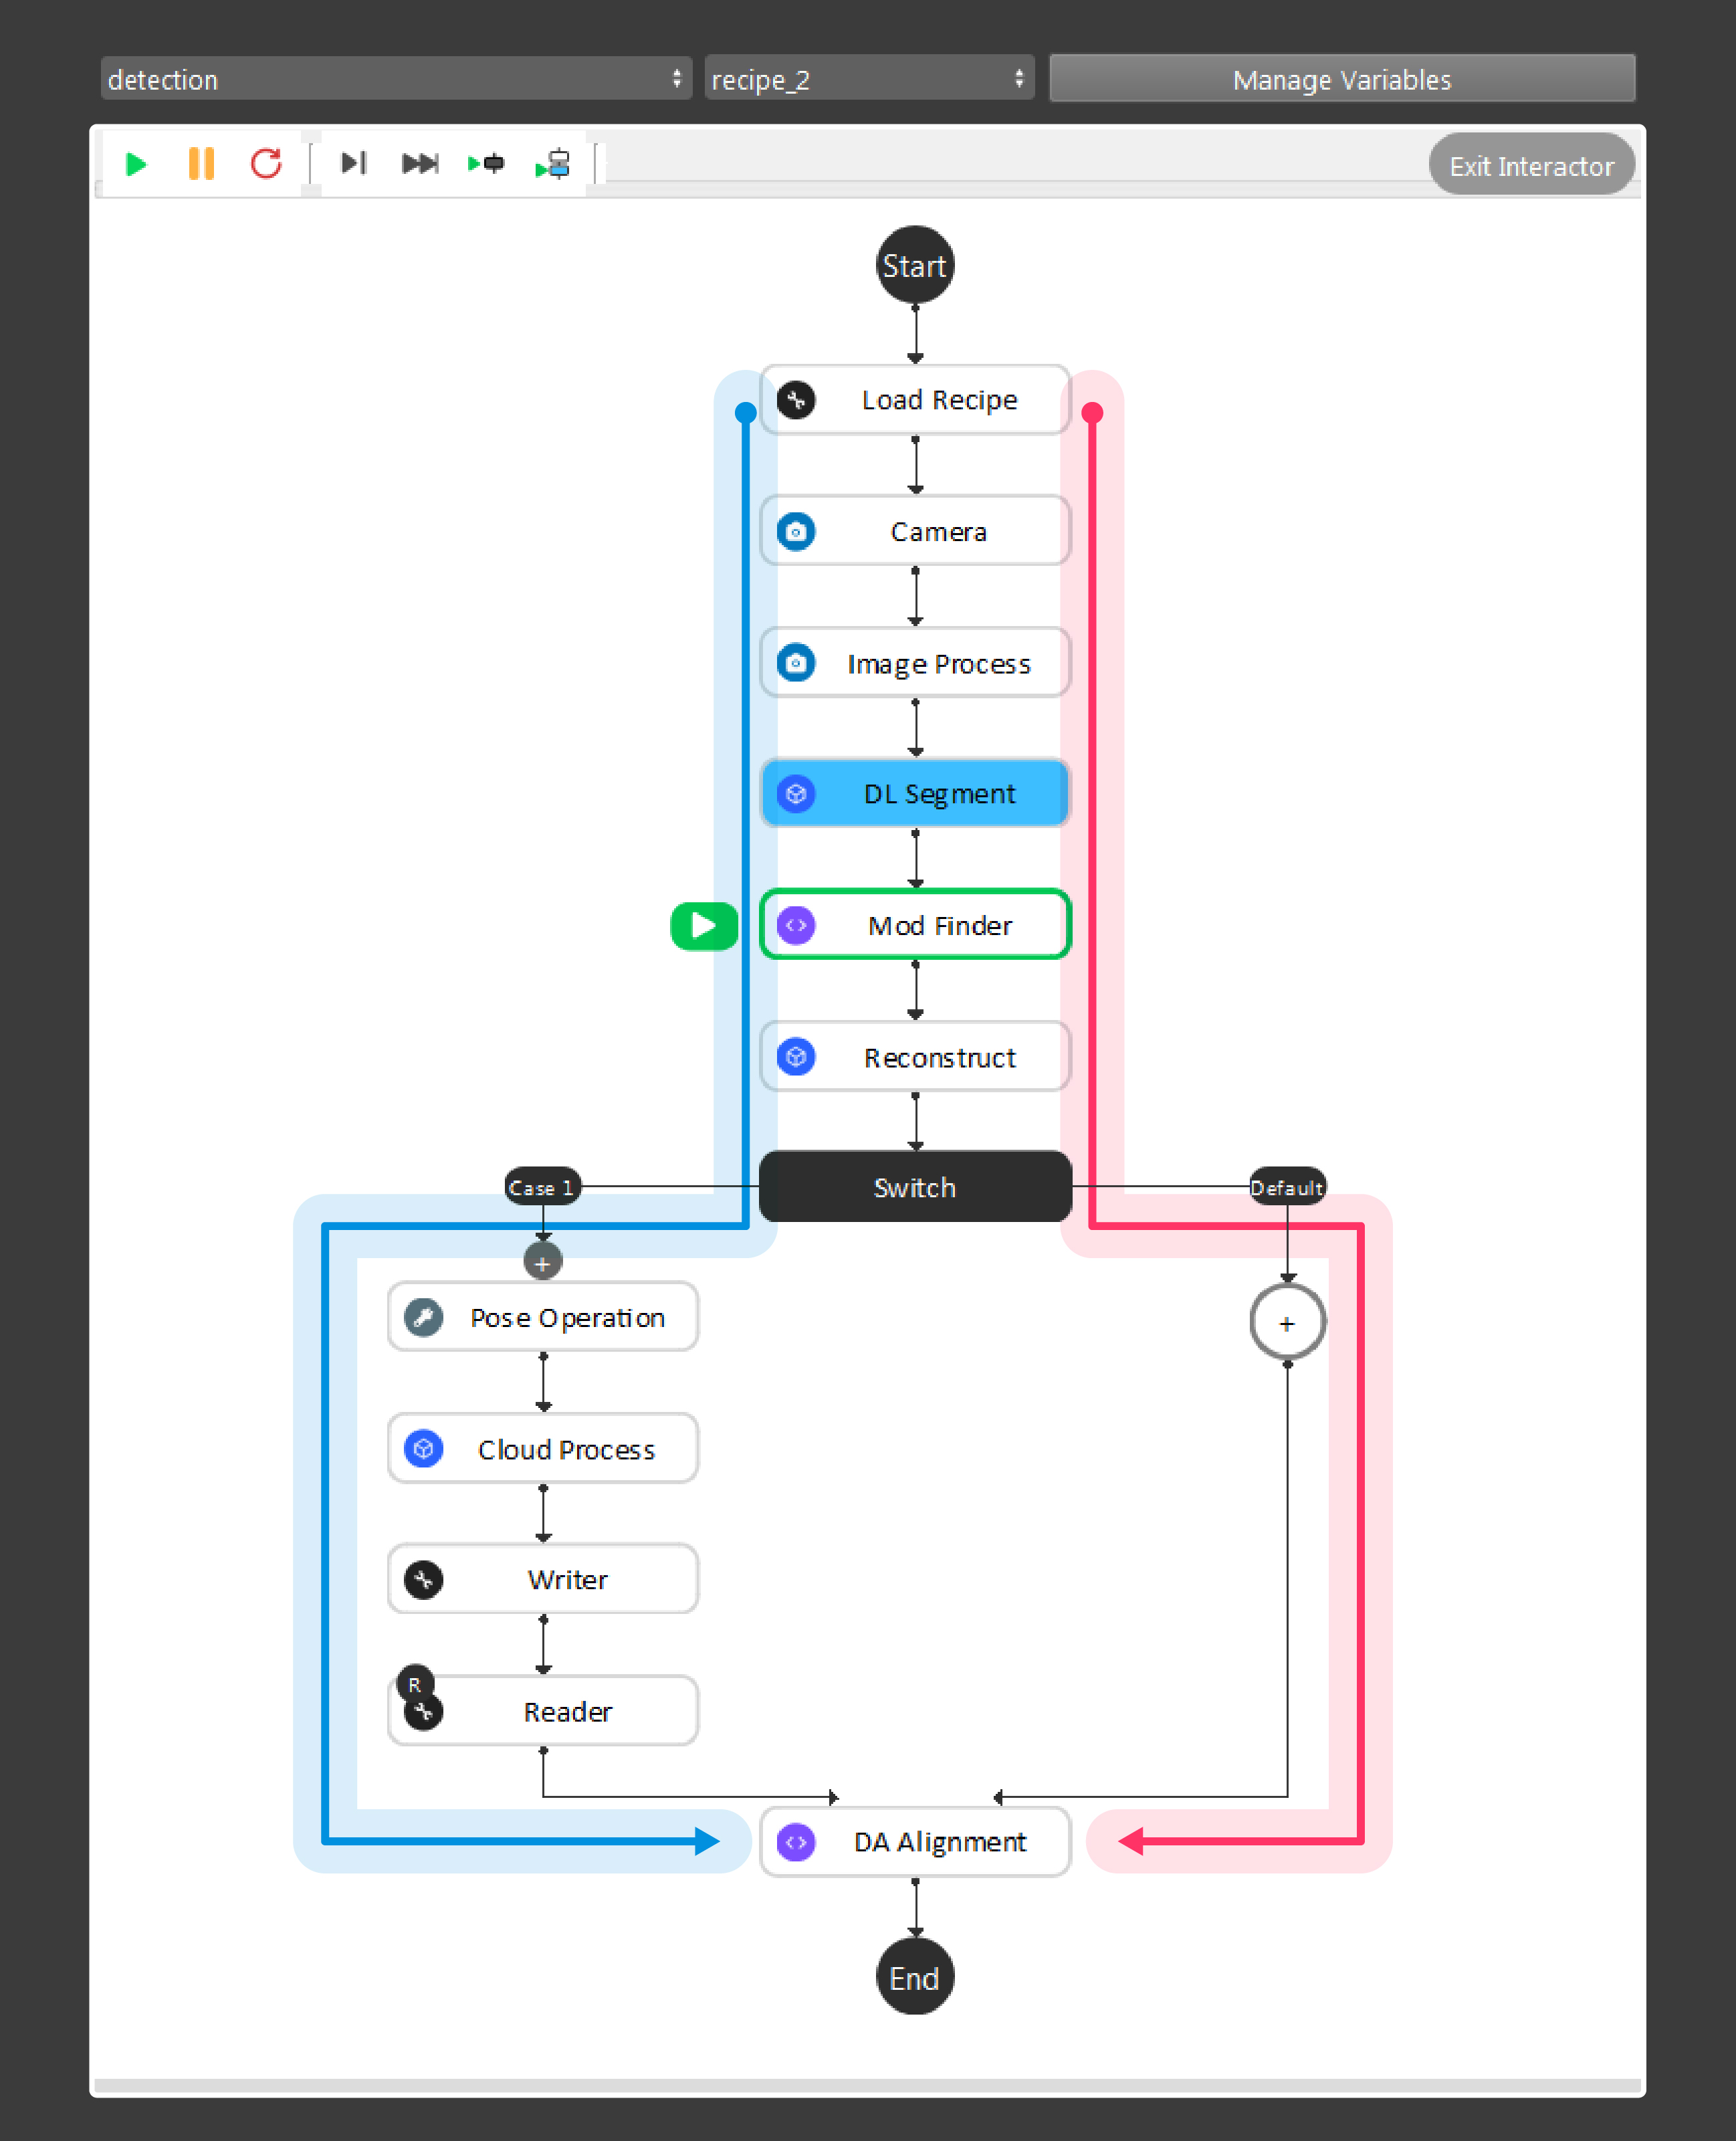 detection
recipe_2
Manage Variables
Exit Interactor
Start
Load Recipe
Camera
Image Process
DL Segment
Mod Finder
Reconstruct
Case 1
Switch
Default
+
Pose Operation
+
Cloud Process
Writer
R
Reader
DA Alignment
End